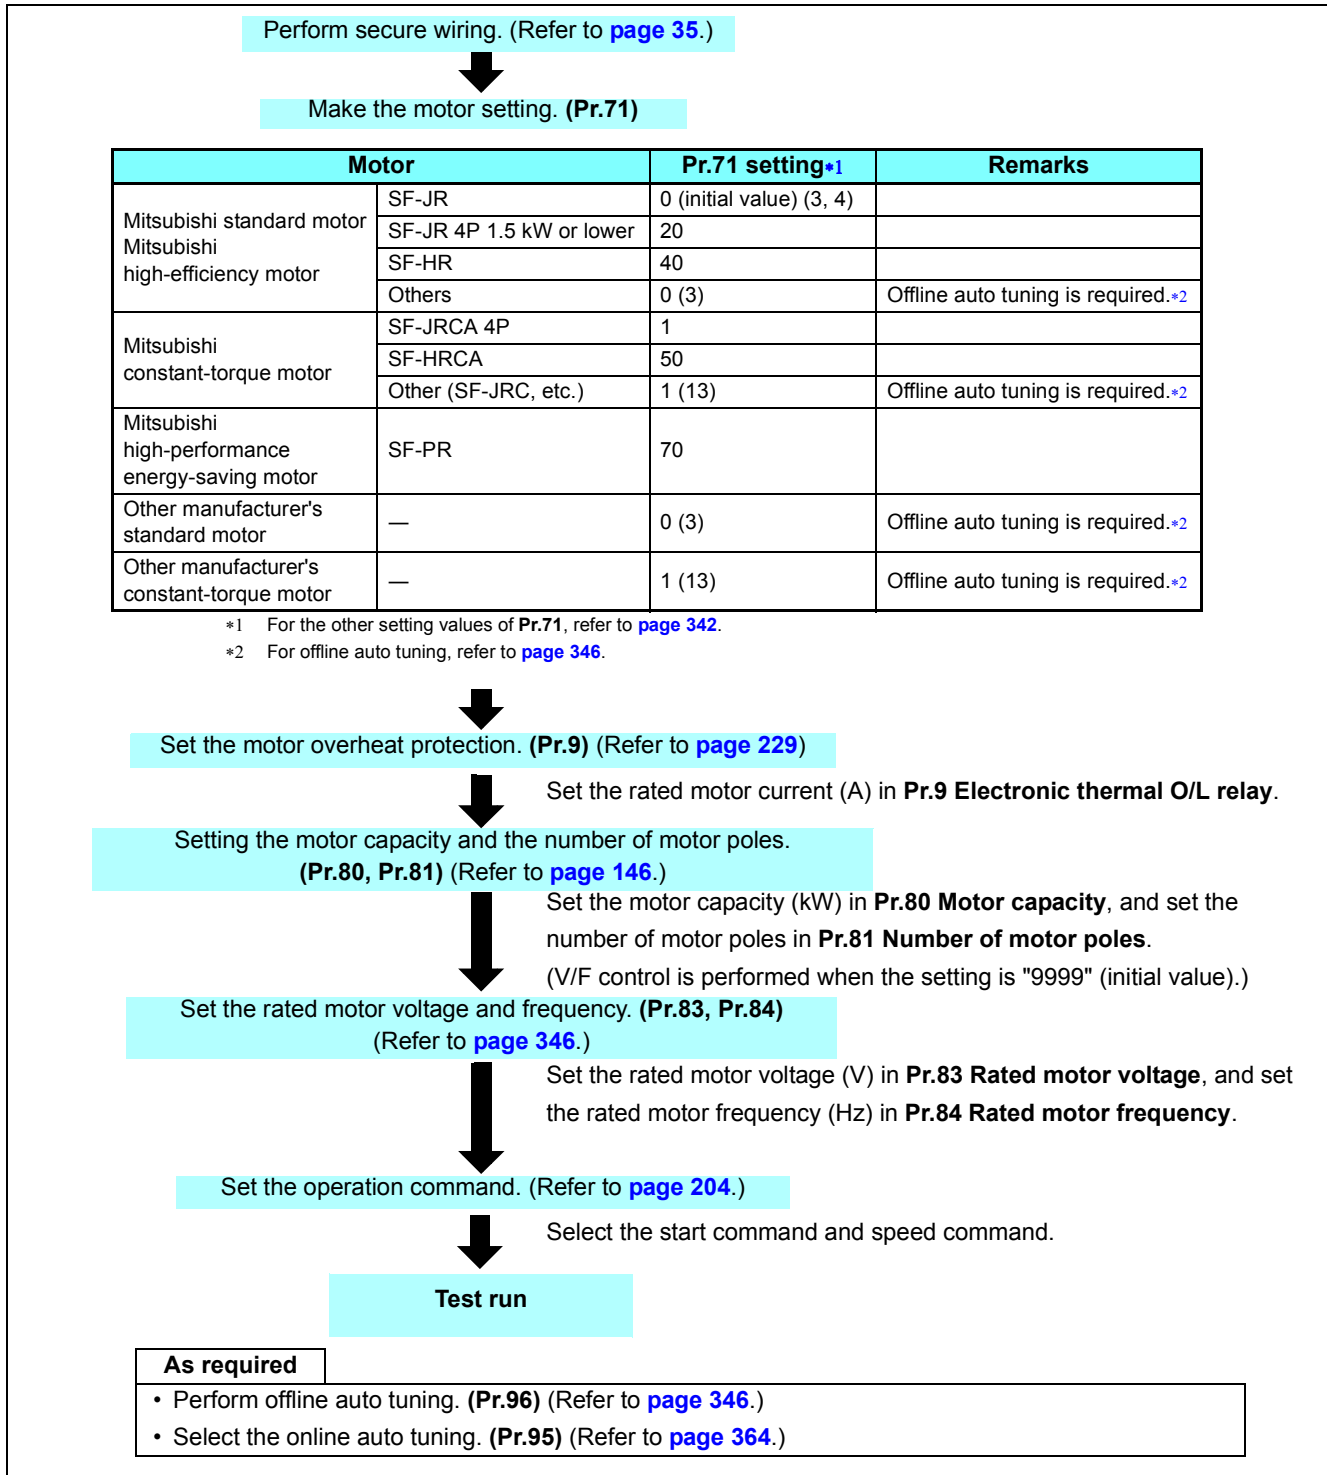 Perform secure wiring. (Refer to page 35.)
Make the motor setting. (Pr.71)
Motor Pr.71 setting*1 Remarks
Mitsubishi standard motor
Mitsubishi
high-efficiency motor
SF-JR 0 (initial value) (3, 4)
SF-JR 4P 1.5 kW or lower 20
SF-HR 40
Others 0 (3) Offline auto tuning is required.*2
Mitsubishi
constant-torque motor
SF-JRCA 4P 1
SF-HRCA 50
Other (SF-JRC, etc.) 1 (13) Offline auto tuning is required.*2
Mitsubishi
high-performance
energy-saving motor
SF-PR 70
Other manufacturer's
standard motor
— 0 (3) Offline auto tuning is required.*2
Other manufacturer's
constant-torque motor
— 1 (13) Offline auto tuning is required.*2
*1 For the other setting values of Pr.71, refer to page 342.
*2 For offline auto tuning, refer to page 346.
Set the motor overheat protection. (Pr.9) (Refer to page 229)
Set the rated motor current (A) in Pr.9 Electronic thermal O/L relay.
Setting the motor capacity and the number of motor poles.
(Pr.80, Pr.81) (Refer to page 146.)
Set the motor capacity (kW) in Pr.80 Motor capacity, and set the
number of motor poles in Pr.81 Number of motor poles.
(V/F control is performed when the setting is "9999" (initial value).)
Set the rated motor voltage and frequency. (Pr.83, Pr.84)
(Refer to page 346.)
Set the rated motor voltage (V) in Pr.83 Rated motor voltage, and set
the rated motor frequency (Hz) in Pr.84 Rated motor frequency.
Set the operation command. (Refer to page 204.)
Select the start command and speed command.
Test run
As required
• Perform offline auto tuning. (Pr.96) (Refer to page 346.)
• Select the online auto tuning. (Pr.95) (Refer to page 364.)